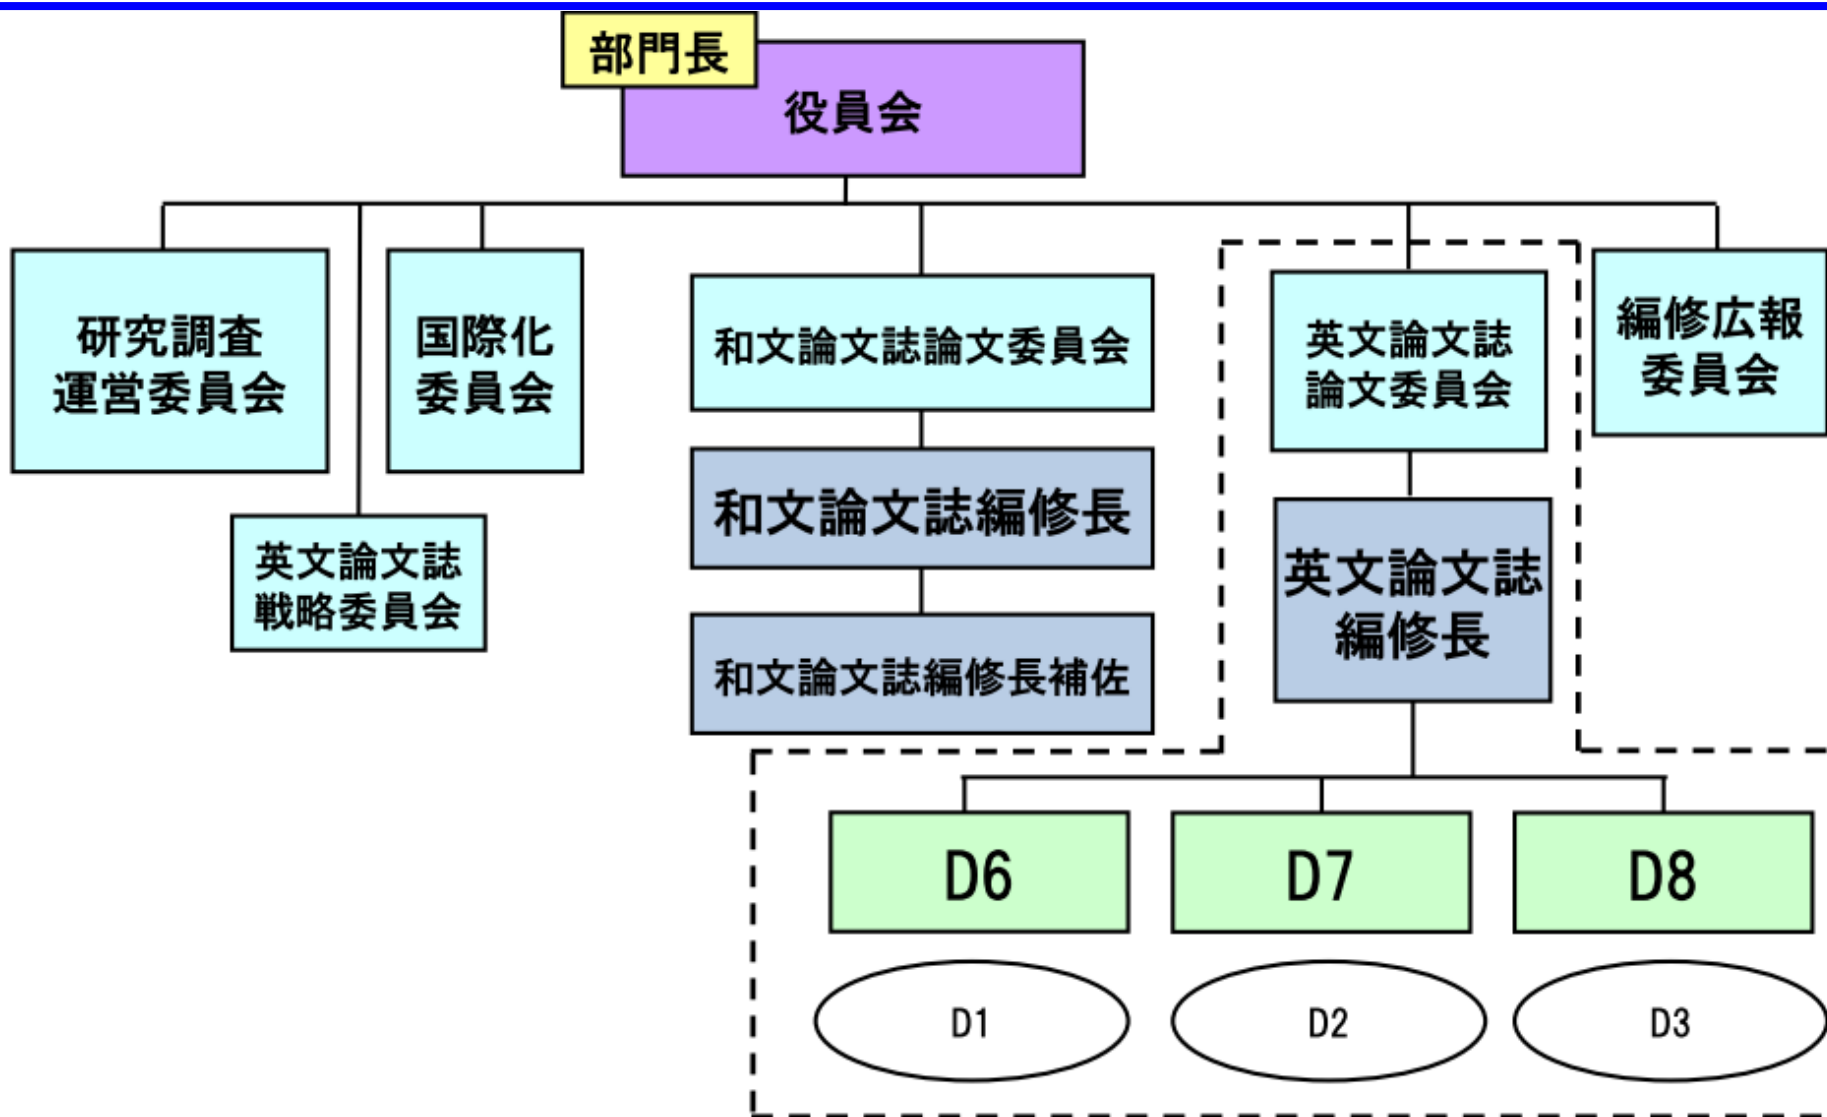 部門長
役員会
研究調査
運営委員会
国際化
委員会
和文論文誌論文委員会
英文論文誌
論文委員会
編修広報
委員会
英文論文誌
戦略委員会
和文論文誌編修長
英文論文誌
編修長
和文論文誌編修長補佐
D6
D7
D8
D1
D2
D3